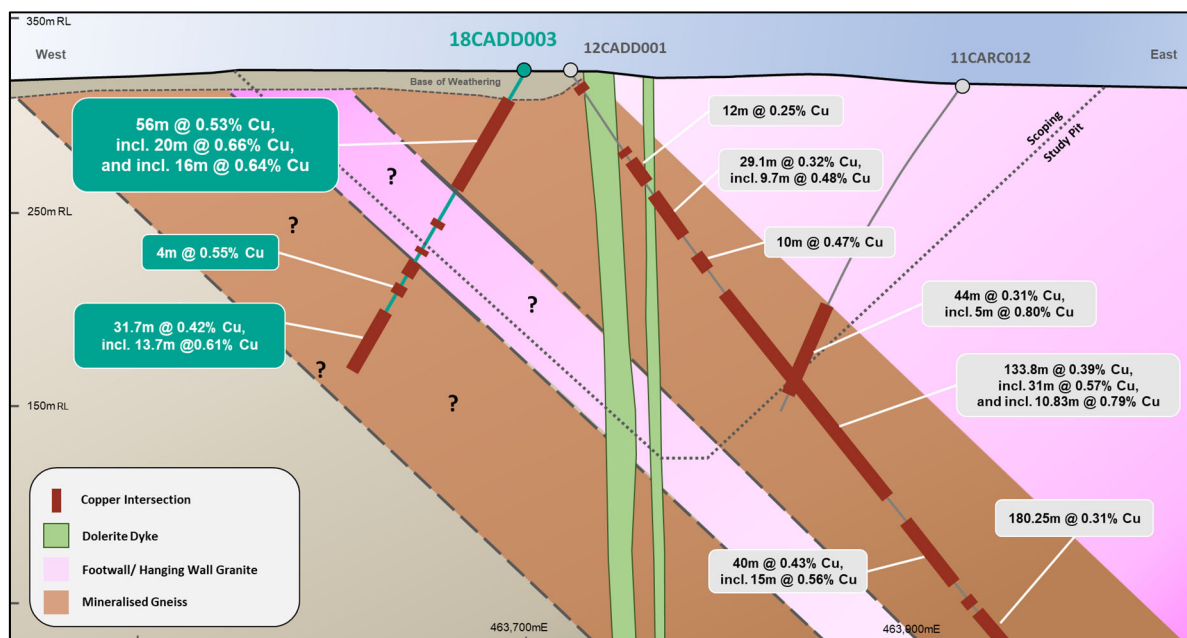 350m RL
West
18CADD003
12CADD001
11CARC012
East
Base of Weathering
56m @ 0.53% Cu,
incl. 20m @ 0.66% Cu,
and incl. 16m @ 0.64% Cu
12m @ 0.25% Cu
Scoping
Study Pit
29.1m @ 0.32% Cu,
incl. 9.7m @ 0.48% Cu
?
250m RL
?
10m @ 0.47% Cu
4m @ 0.55% Cu
44m @ 0.31% Cu,
incl. 5m @ 0.80% Cu
?
31.7m @ 0.42% Cu,
incl. 13.7m @0.61% Cu
?
133.8m @ 0.39% Cu,
incl. 31m @ 0.57% Cu,
and incl. 10.83m @ 0.79% Cu
150m RL
?
Copper Intersection
Dolerite Dyke
Footwall/ Hanging Wall Granite
Mineralised Gneiss
180.25m @ 0.31% Cu
40m @ 0.43% Cu,
incl. 15m @ 0.56% Cu
463,700mE
463,900mE